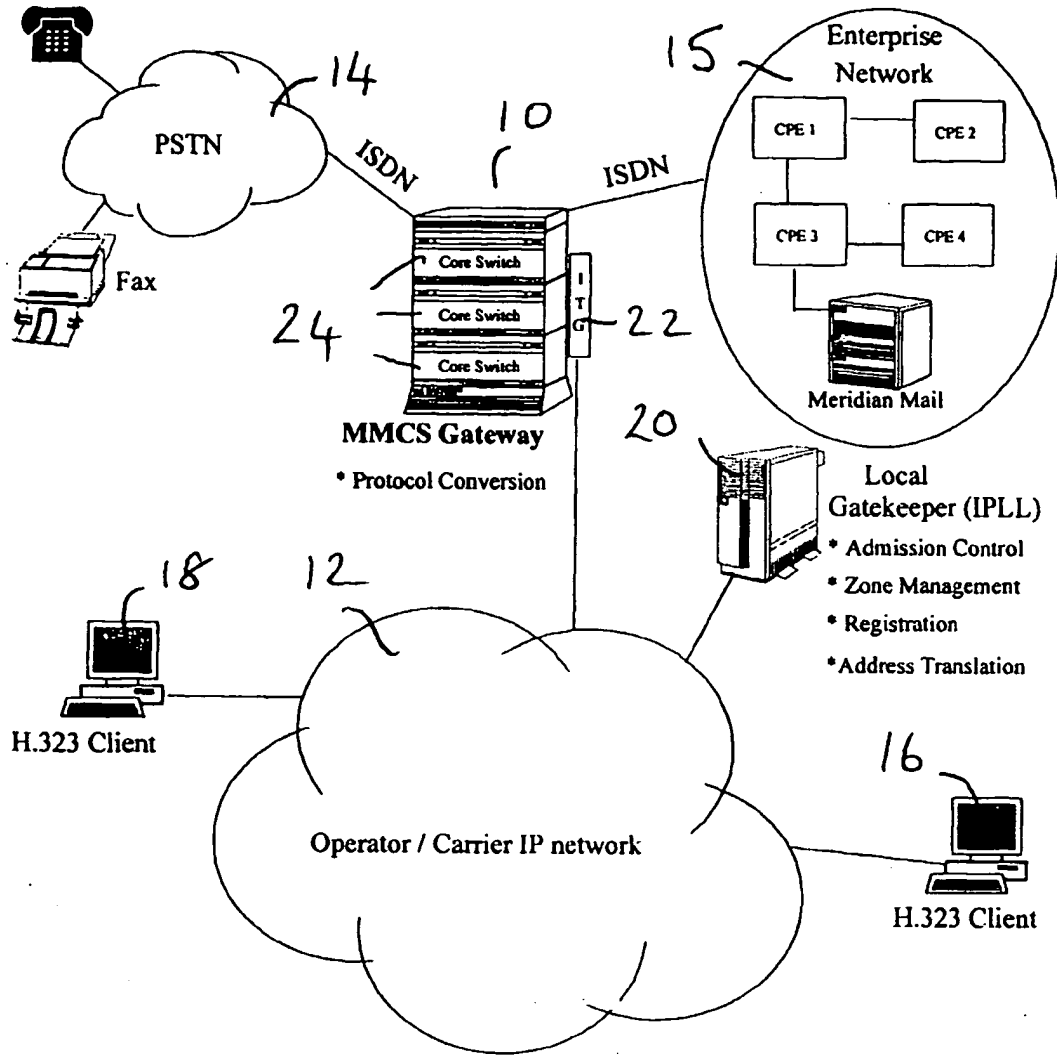 14
PSTN
ISDN
Fax
10
ISDN
Core Switch
Core Switch
Core Switch
24
I
T
G
22
MMCS Gateway
* Protocol Conversion
15
Enterprise
Network
CPE 1
CPE 2
CPE 3
CPE 4
Meridian Mail
20
Local
Gatekeeper (IPLL)
* Admission Control
* Zone Management
* Registration
*Address Translation
18
H.323 Client
12
Operator / Carrier IP network
16
H.323 Client